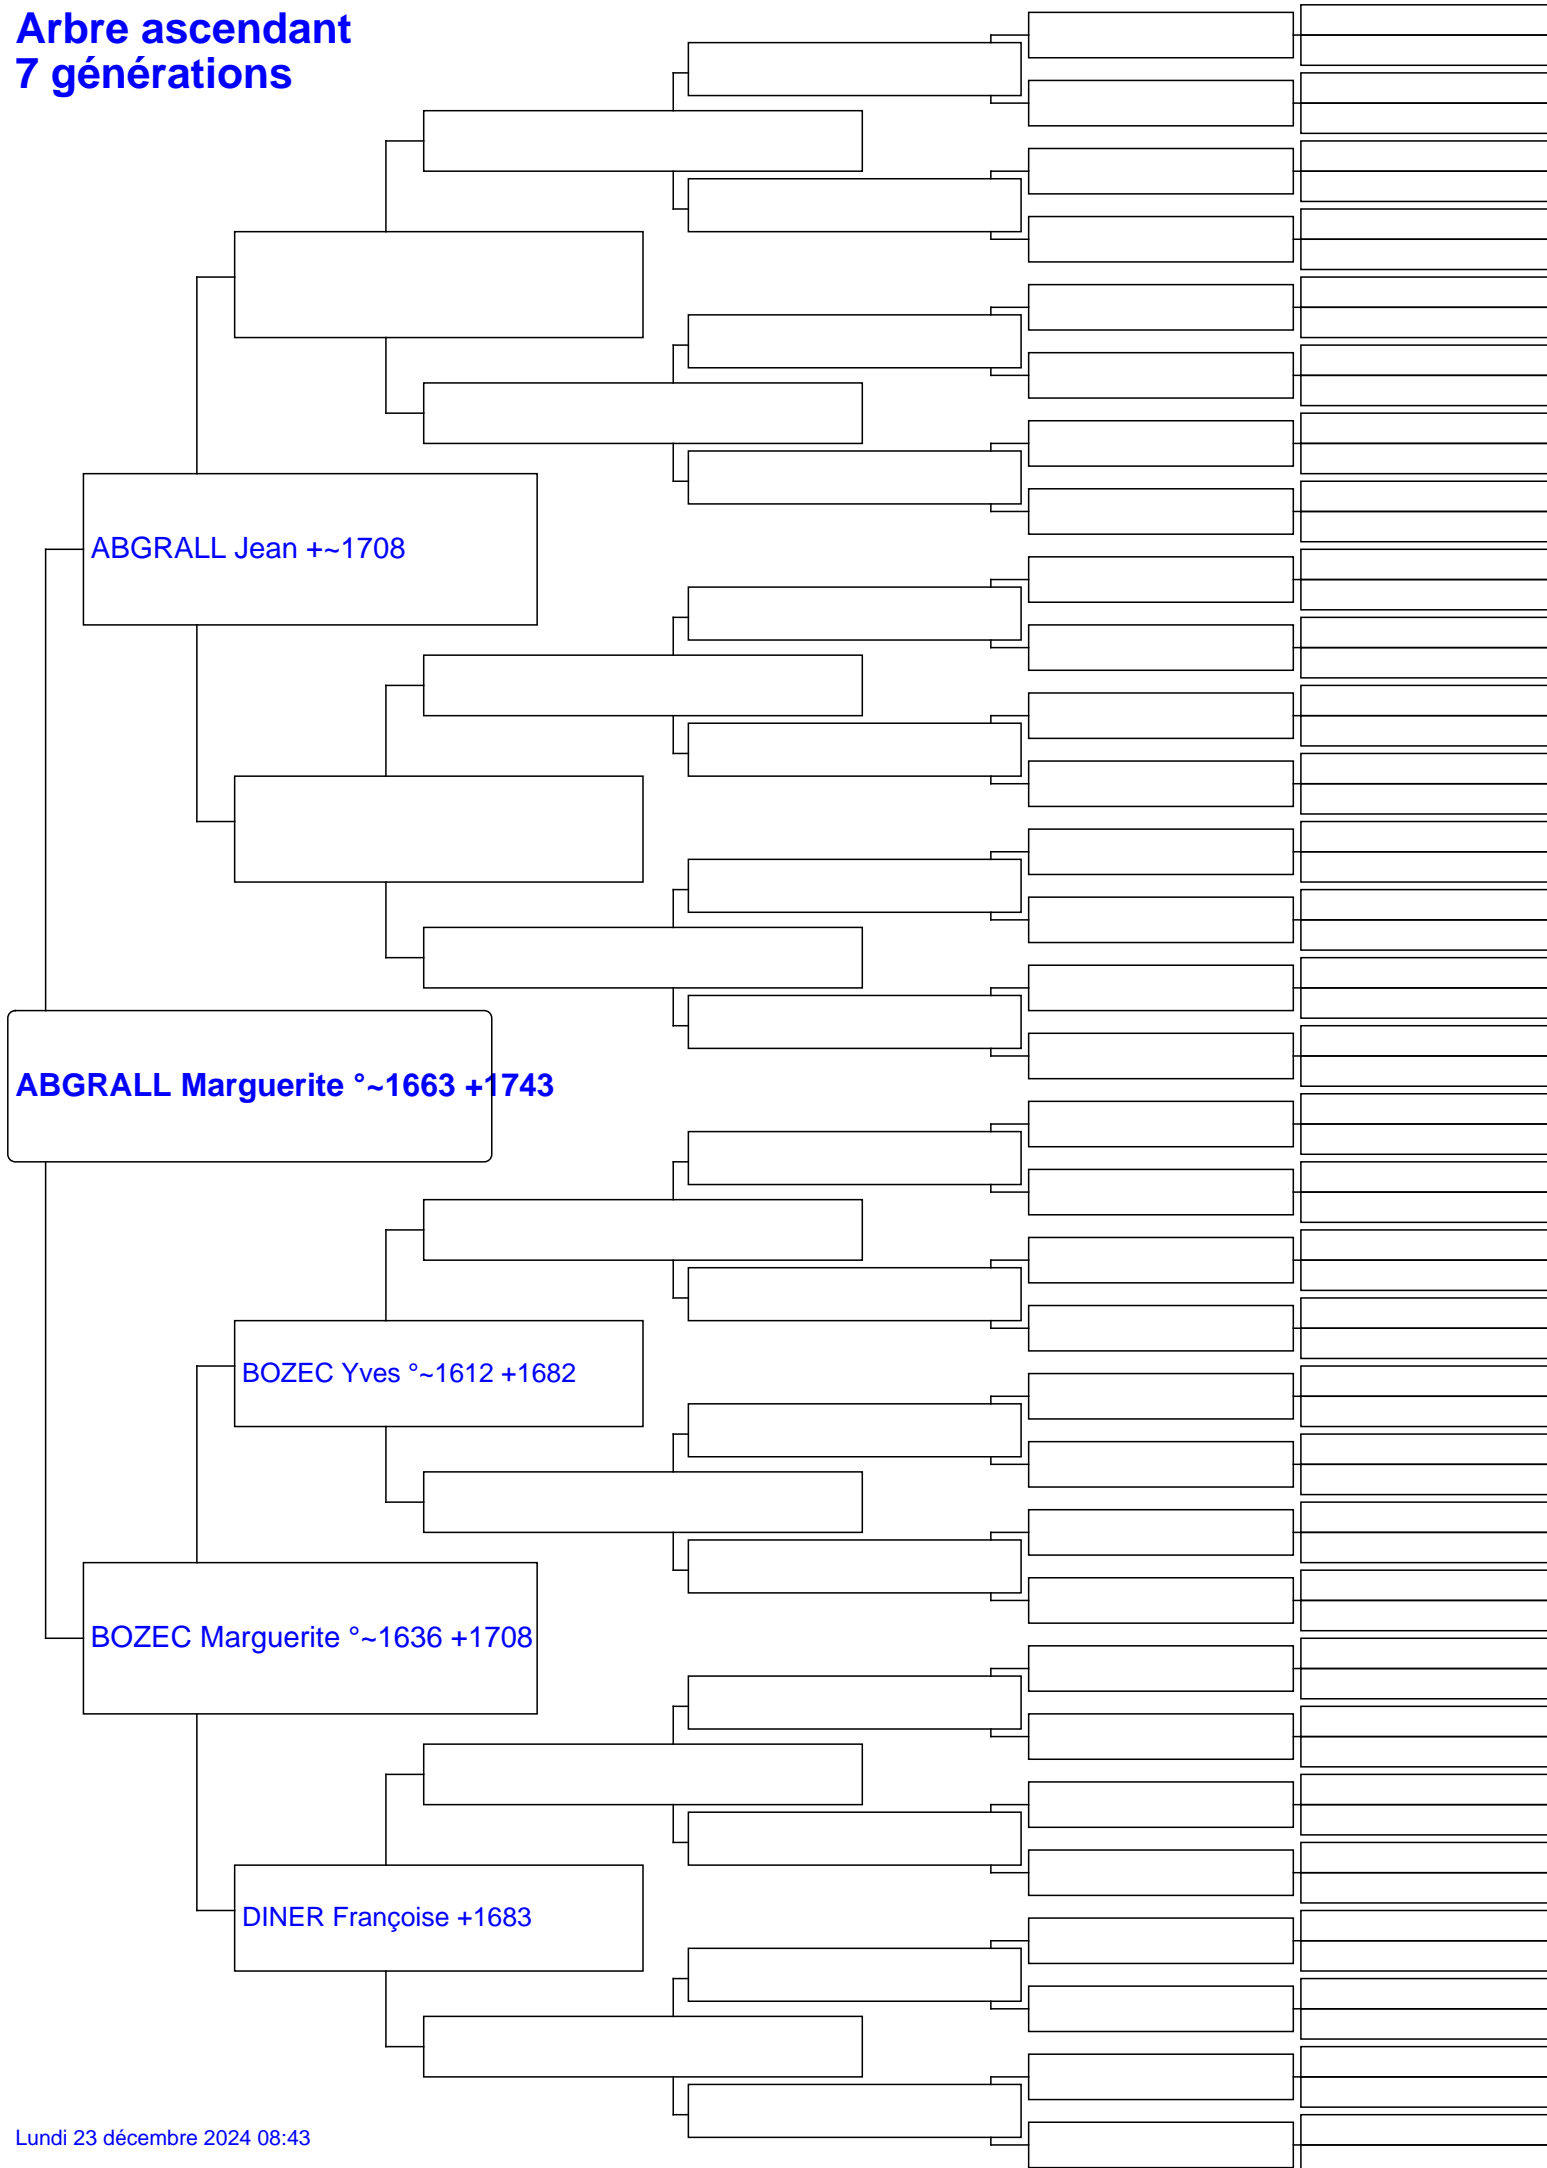 Arbre ascendant
7 générations
ABGRALL Jean +~1708
ABGRALL Marguerite °~1663 +1743
BOZEC Yves °~1612 +1682
BOZEC Marguerite °~1636 +1708
DINER Françoise +1683
Lundi 23 décembre 2024 08:43